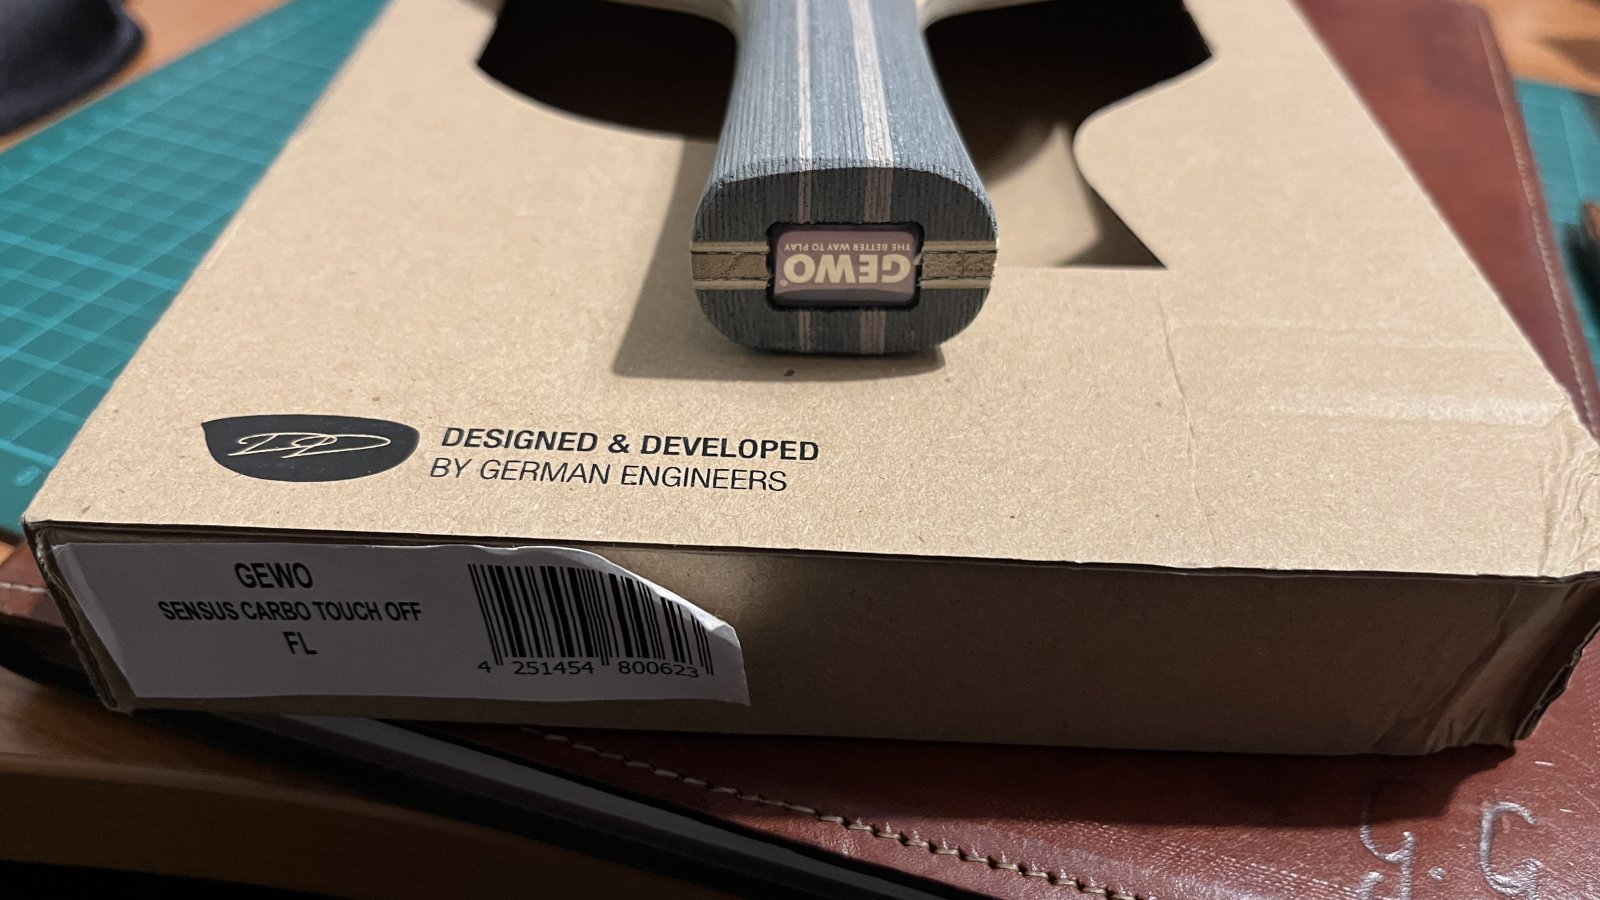 THE BETTER WAY TO PLAY
GEWO
DESIGNED & DEVELOPED
BY GERMAN ENGINEERS
GEWO
SENSUS CARBO TOUCH OFF
FL
4 251454 800623
g.G